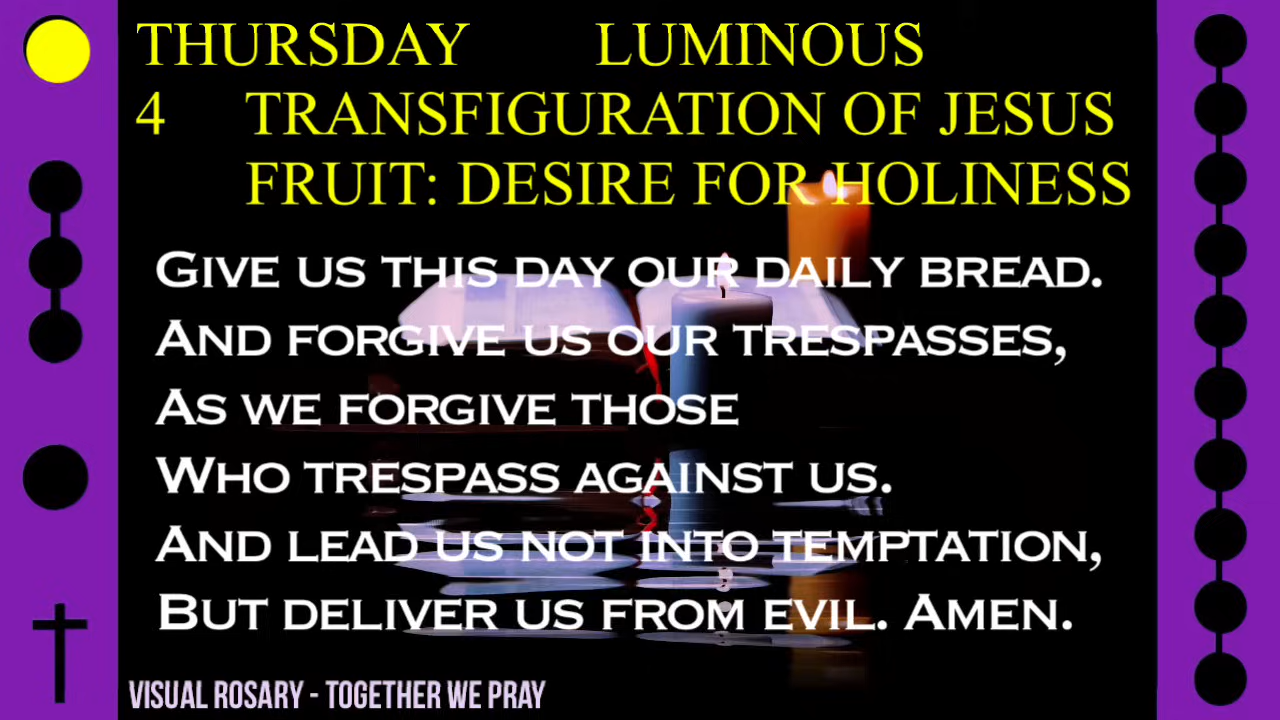 THURSDAY LUMINOUS
4 TRANSFIGURATION OF JESUS
FRUIT: DESIRE FOR HOLINESS
GIVE US THIS DAY OUR DAILY BREAD.
AND FORGIVE US OUR TRESPASSES,
AS WE FORGIVE THOSE
WHO TRESPASS AGAINST US.
AND LEAD US NOT INTO TEMPTATION,
BUT DELIVER US FROM EVIL. AMEN.
VISUAL ROSARY - TOGETHER WE PRAY